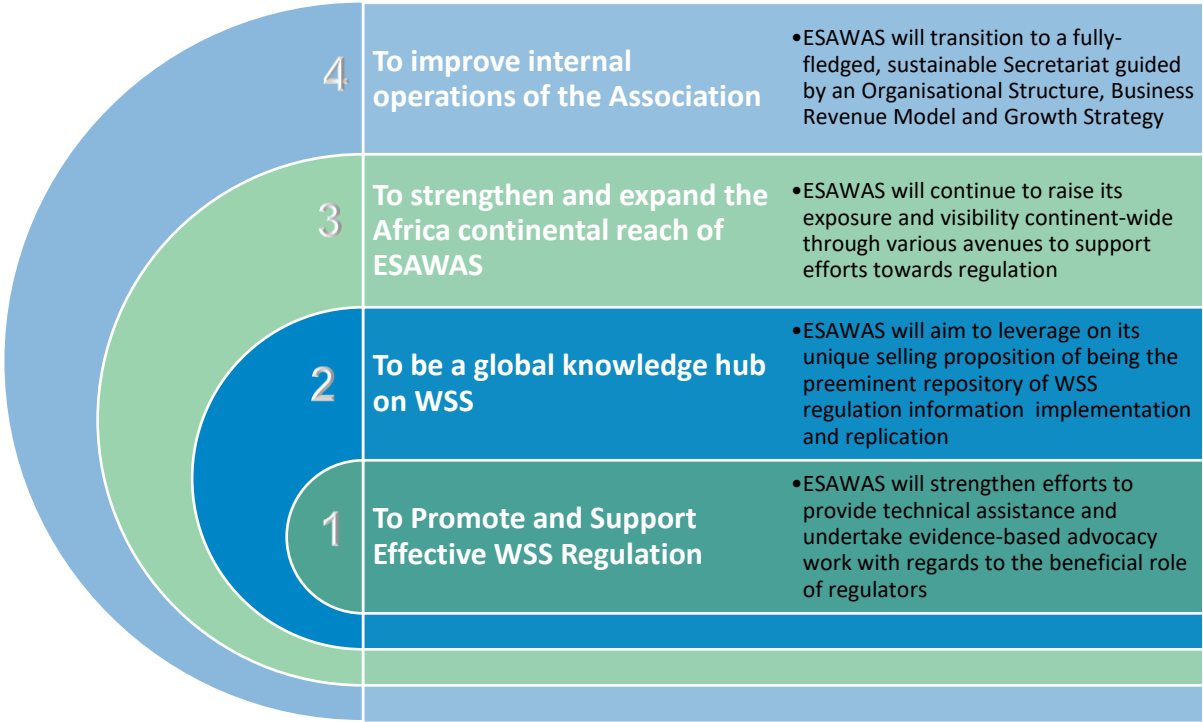 4
To improve internal
operations of the Association
•ESAWAS will transition to a fully-
fledged, sustainable Secretariat guided
by an Organisational Structure, Business
Revenue Model and Growth Strategy
3
To strengthen and expand the
Africa continental reach of
ESAWAS
•ESAWAS will continue to raise its
exposure and visibility continent-wide
through various avenues to support
efforts towards regulation
2
To be a global knowledge hub
on WSS
•ESAWAS will aim to leverage on its
unique selling proposition of being the
preeminent repository of WSS
regulation information  implementation
and replication
1
To Promote and Support
Effective WSS Regulation
•ESAWAS will strengthen efforts to
provide technical assistance and
undertake evidence-based advocacy
work with regards to the beneficial role
of regulators